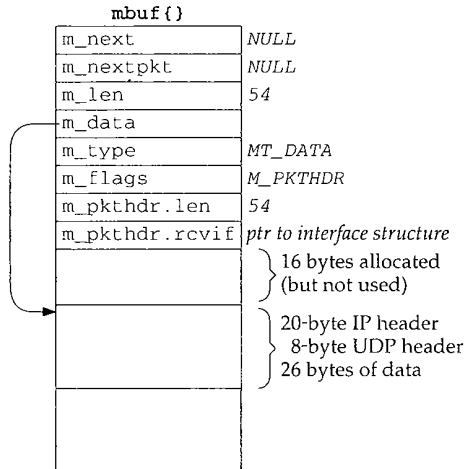 mbuf{}
m_next NULL
m_nextpkt NULL
m_len 54
m_data
m_type MT_DATA
m_flags M_PKTHDR
m_pkthdr.len 54
m_pkthdr.rcvif ptr to interface structure
16 bytes allocated
(but not used)
20-byte IP header
8-byte UDP header
26 bytes of data